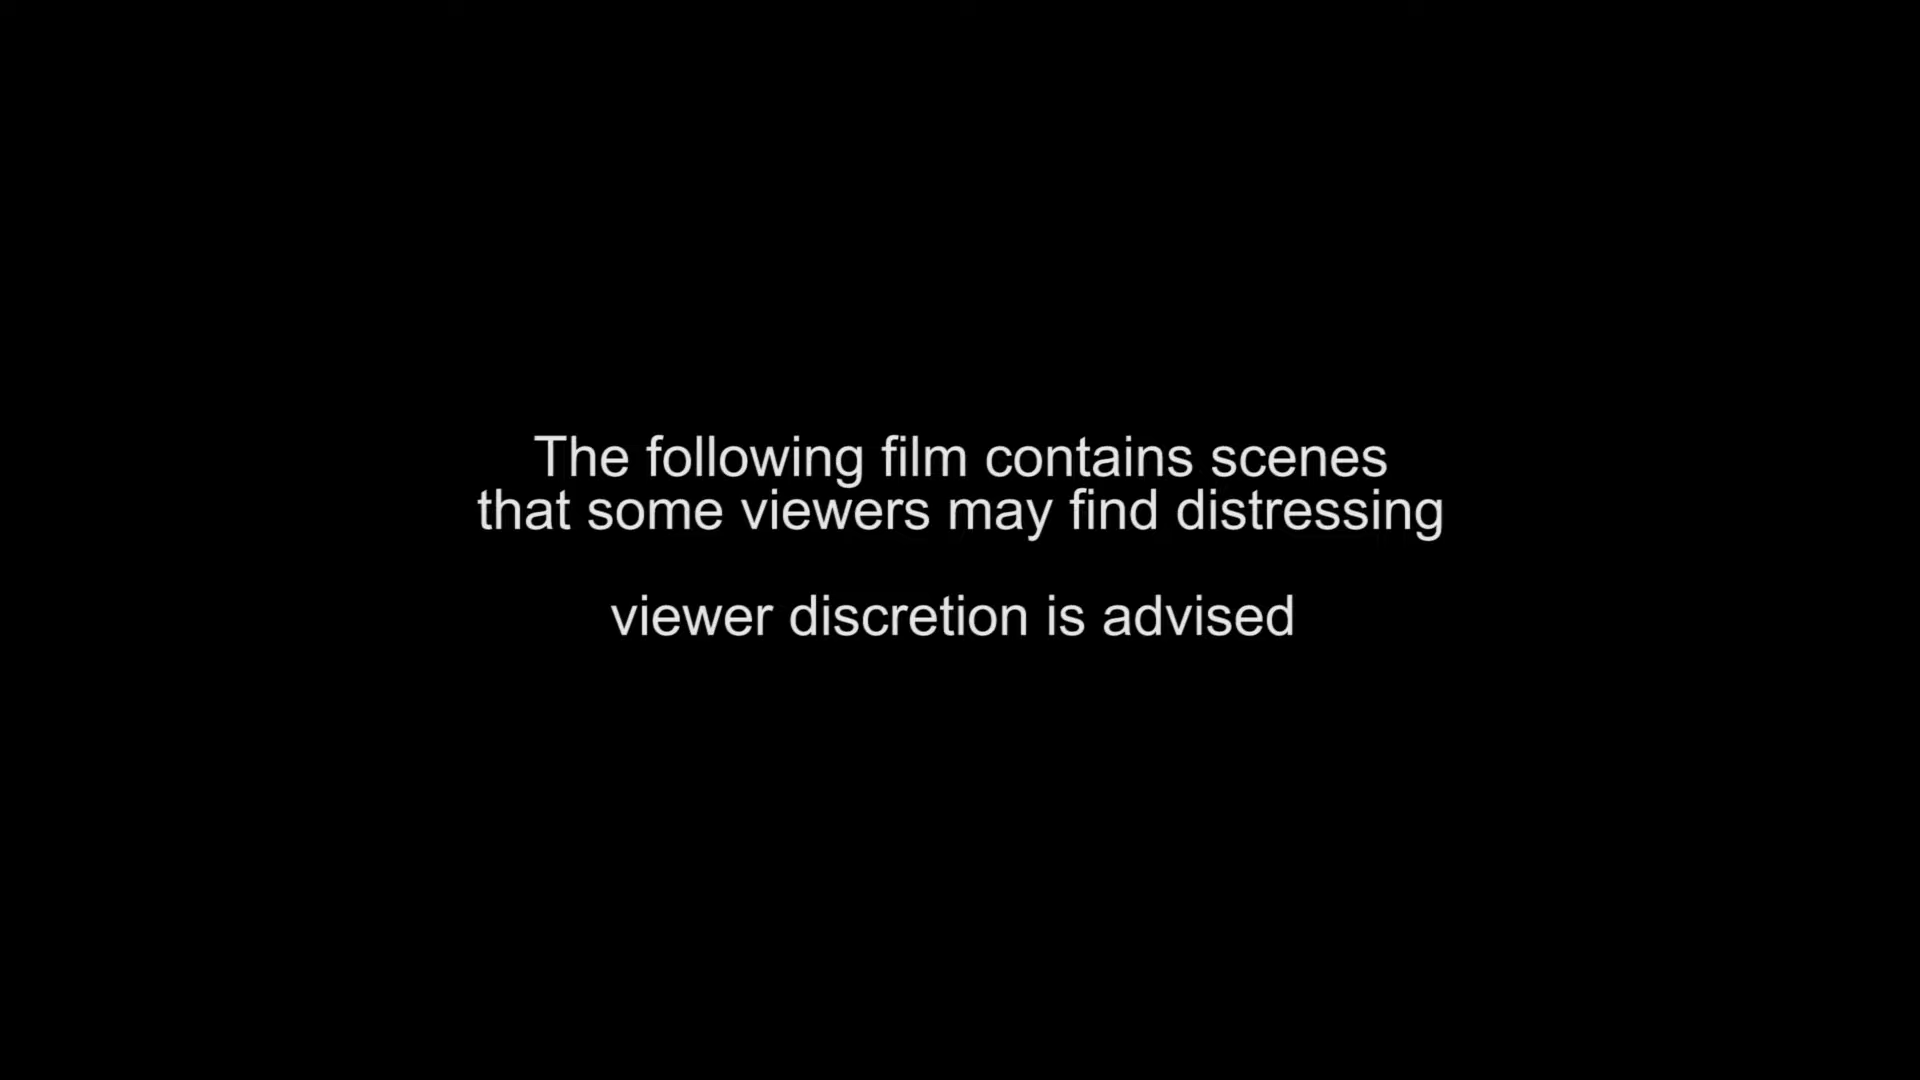 The following film contains scenes
that some viewers may find distressing
viewer discretion is advised